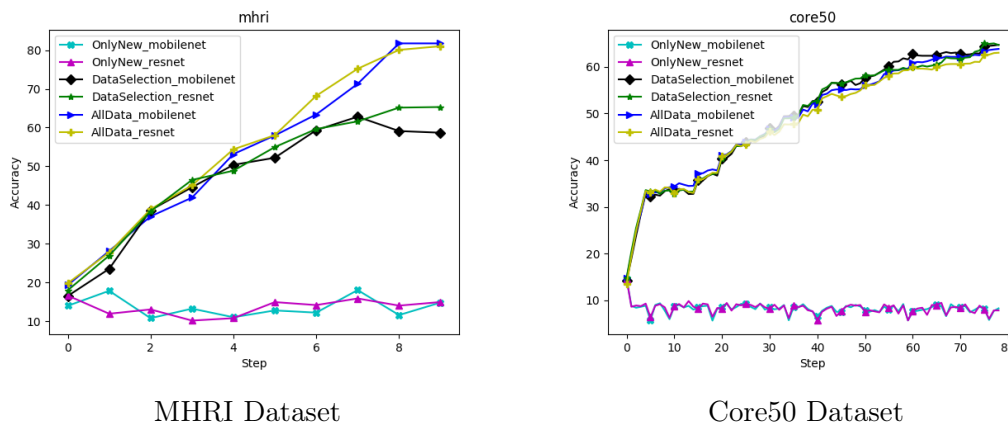 mhri
OnlyNew_mobilenet
OnlyNew_resnet
DataSelection_mobilenet
DataSelection_resnet
AllData_mobilenet
AllData_resnet
80
70
60
50
40
30
20
10
Accuracy
0 2 4 6 8
Step
MHRI Dataset
core50
OnlyNew_mobilenet
OnlyNew_resnet
DataSelection_mobilenet
DataSelection_resnet
AllData_mobilenet
AllData_resnet
60
50
40
30
20
10
Accuracy
0 10 20 30 40 50 60 70 8
Step
Core50 Dataset